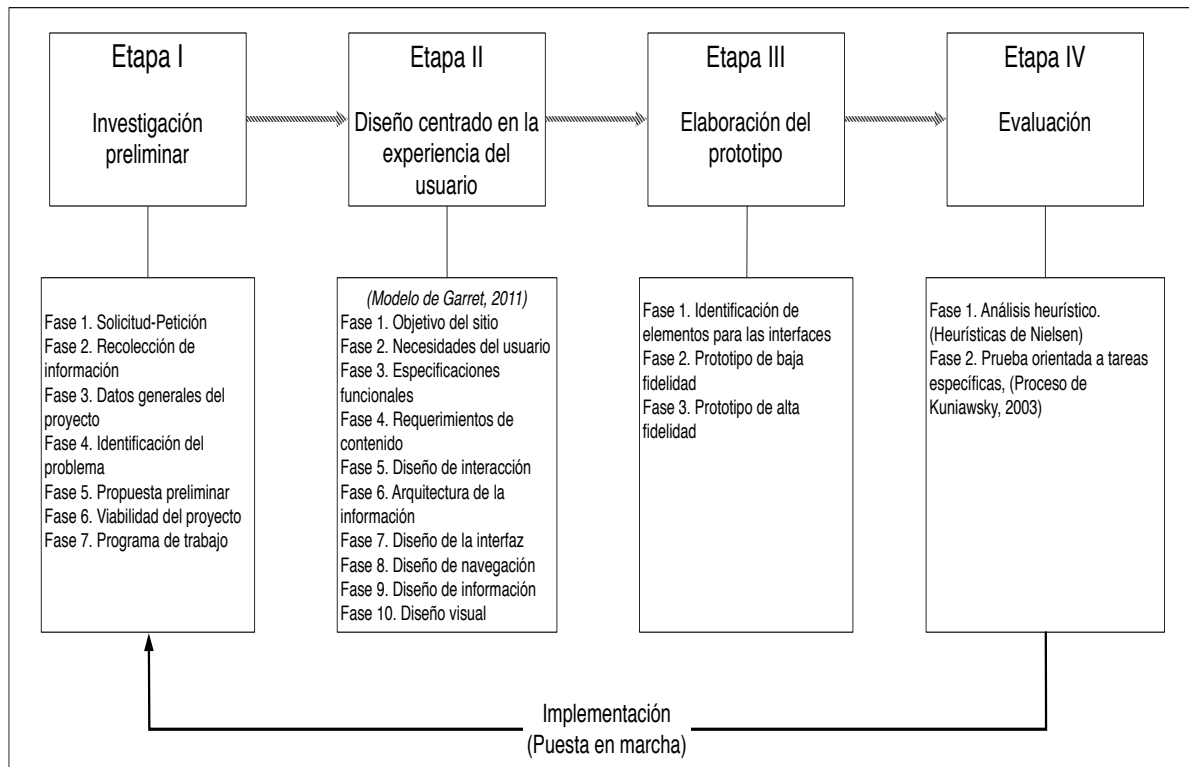 Etapa I
Investigación
preliminar
Etapa II
Diseño centrado en la
experiencia del
usuario
Etapa III
Elaboración del
prototipo
Etapa IV
Evaluación
Fase 1. Solicitud-Petición
Fase 2. Recolección de
información
Fase 3. Datos generales del
proyecto
Fase 4. Identificación del
problema
Fase 5. Propuesta preliminar
Fase 6. Viabilidad del proyecto
Fase 7. Programa de trabajo
(Modelo de Garret, 2011)
Fase 1. Objetivo del sitio
Fase 2. Necesidades del usuario
Fase 3. Especificaciones
funcionales
Fase 4. Requerimientos de
contenido
Fase 5. Diseño de interacción
Fase 6. Arquitectura de la
información
Fase 7. Diseño de la interfaz
Fase 8. Diseño de navegación
Fase 9. Diseño de información
Fase 10. Diseño visual
Fase 1. Identificación de
elementos para las interfaces
Fase 2. Prototipo de baja
fidelidad
Fase 3. Prototipo de alta
fidelidad
Fase 1. Análisis heurístico.
(Heurísticas de Nielsen)
Fase 2. Prueba orientada a tareas
específicas, (Proceso de
Kuniawsky, 2003)
Implementación
(Puesta en marcha)